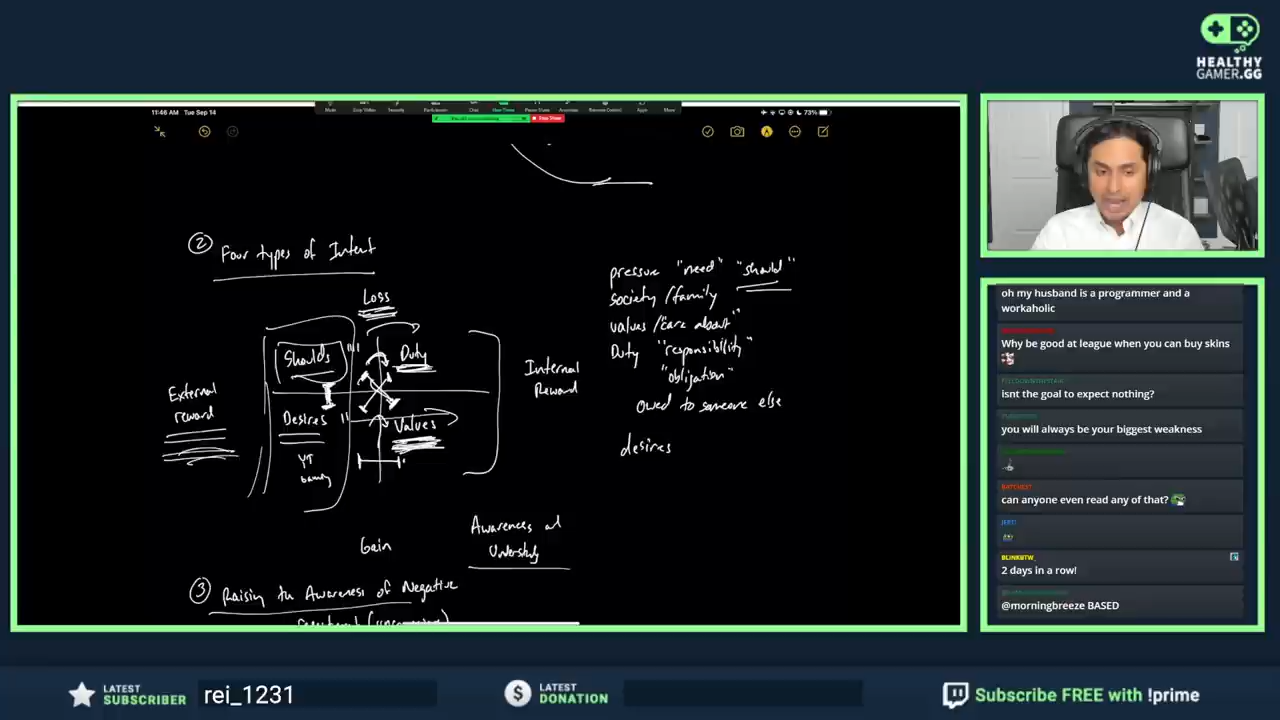 HEALTHY
GAMER.GG
11:46 AM Tue Sep 14
73%
② Four types of Intent
Loss
Shoulds
Duty
External
reward
Desires
Values
YT
Internal
Reward
Gain
Awareness
pressure "need" "should"
society/family
values/"care about"
Duty "responsibility"
"obligation"
owed to someone else
desires
③ Raising Awareness of Negative
oh my husband is a programmer and a
workaholic
Why be good at league when you can buy skins
Isnt the goal to expect nothing?
you will always be your biggest weakness
can anyone even read any of that?
BLINKBTW
2 days in a row!
@morningbreeze BASED
LATEST
SUBSCRIBER
rei_1231
$ LATEST
DONATION
Subscribe FREE with !prime